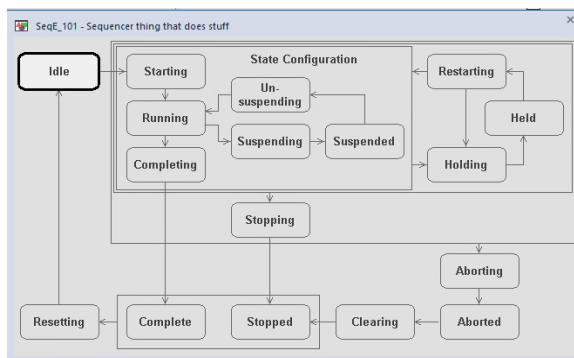 SeqE_101 - Sequencer thing that does stuff
Idle
Starting
State Configuration
Restarting
Un-
suspending
Running
Held
Suspending
Suspended
Completing
Holding
Stopping
Aborting
Resetting
Complete
Stopped
Clearing
Aborted